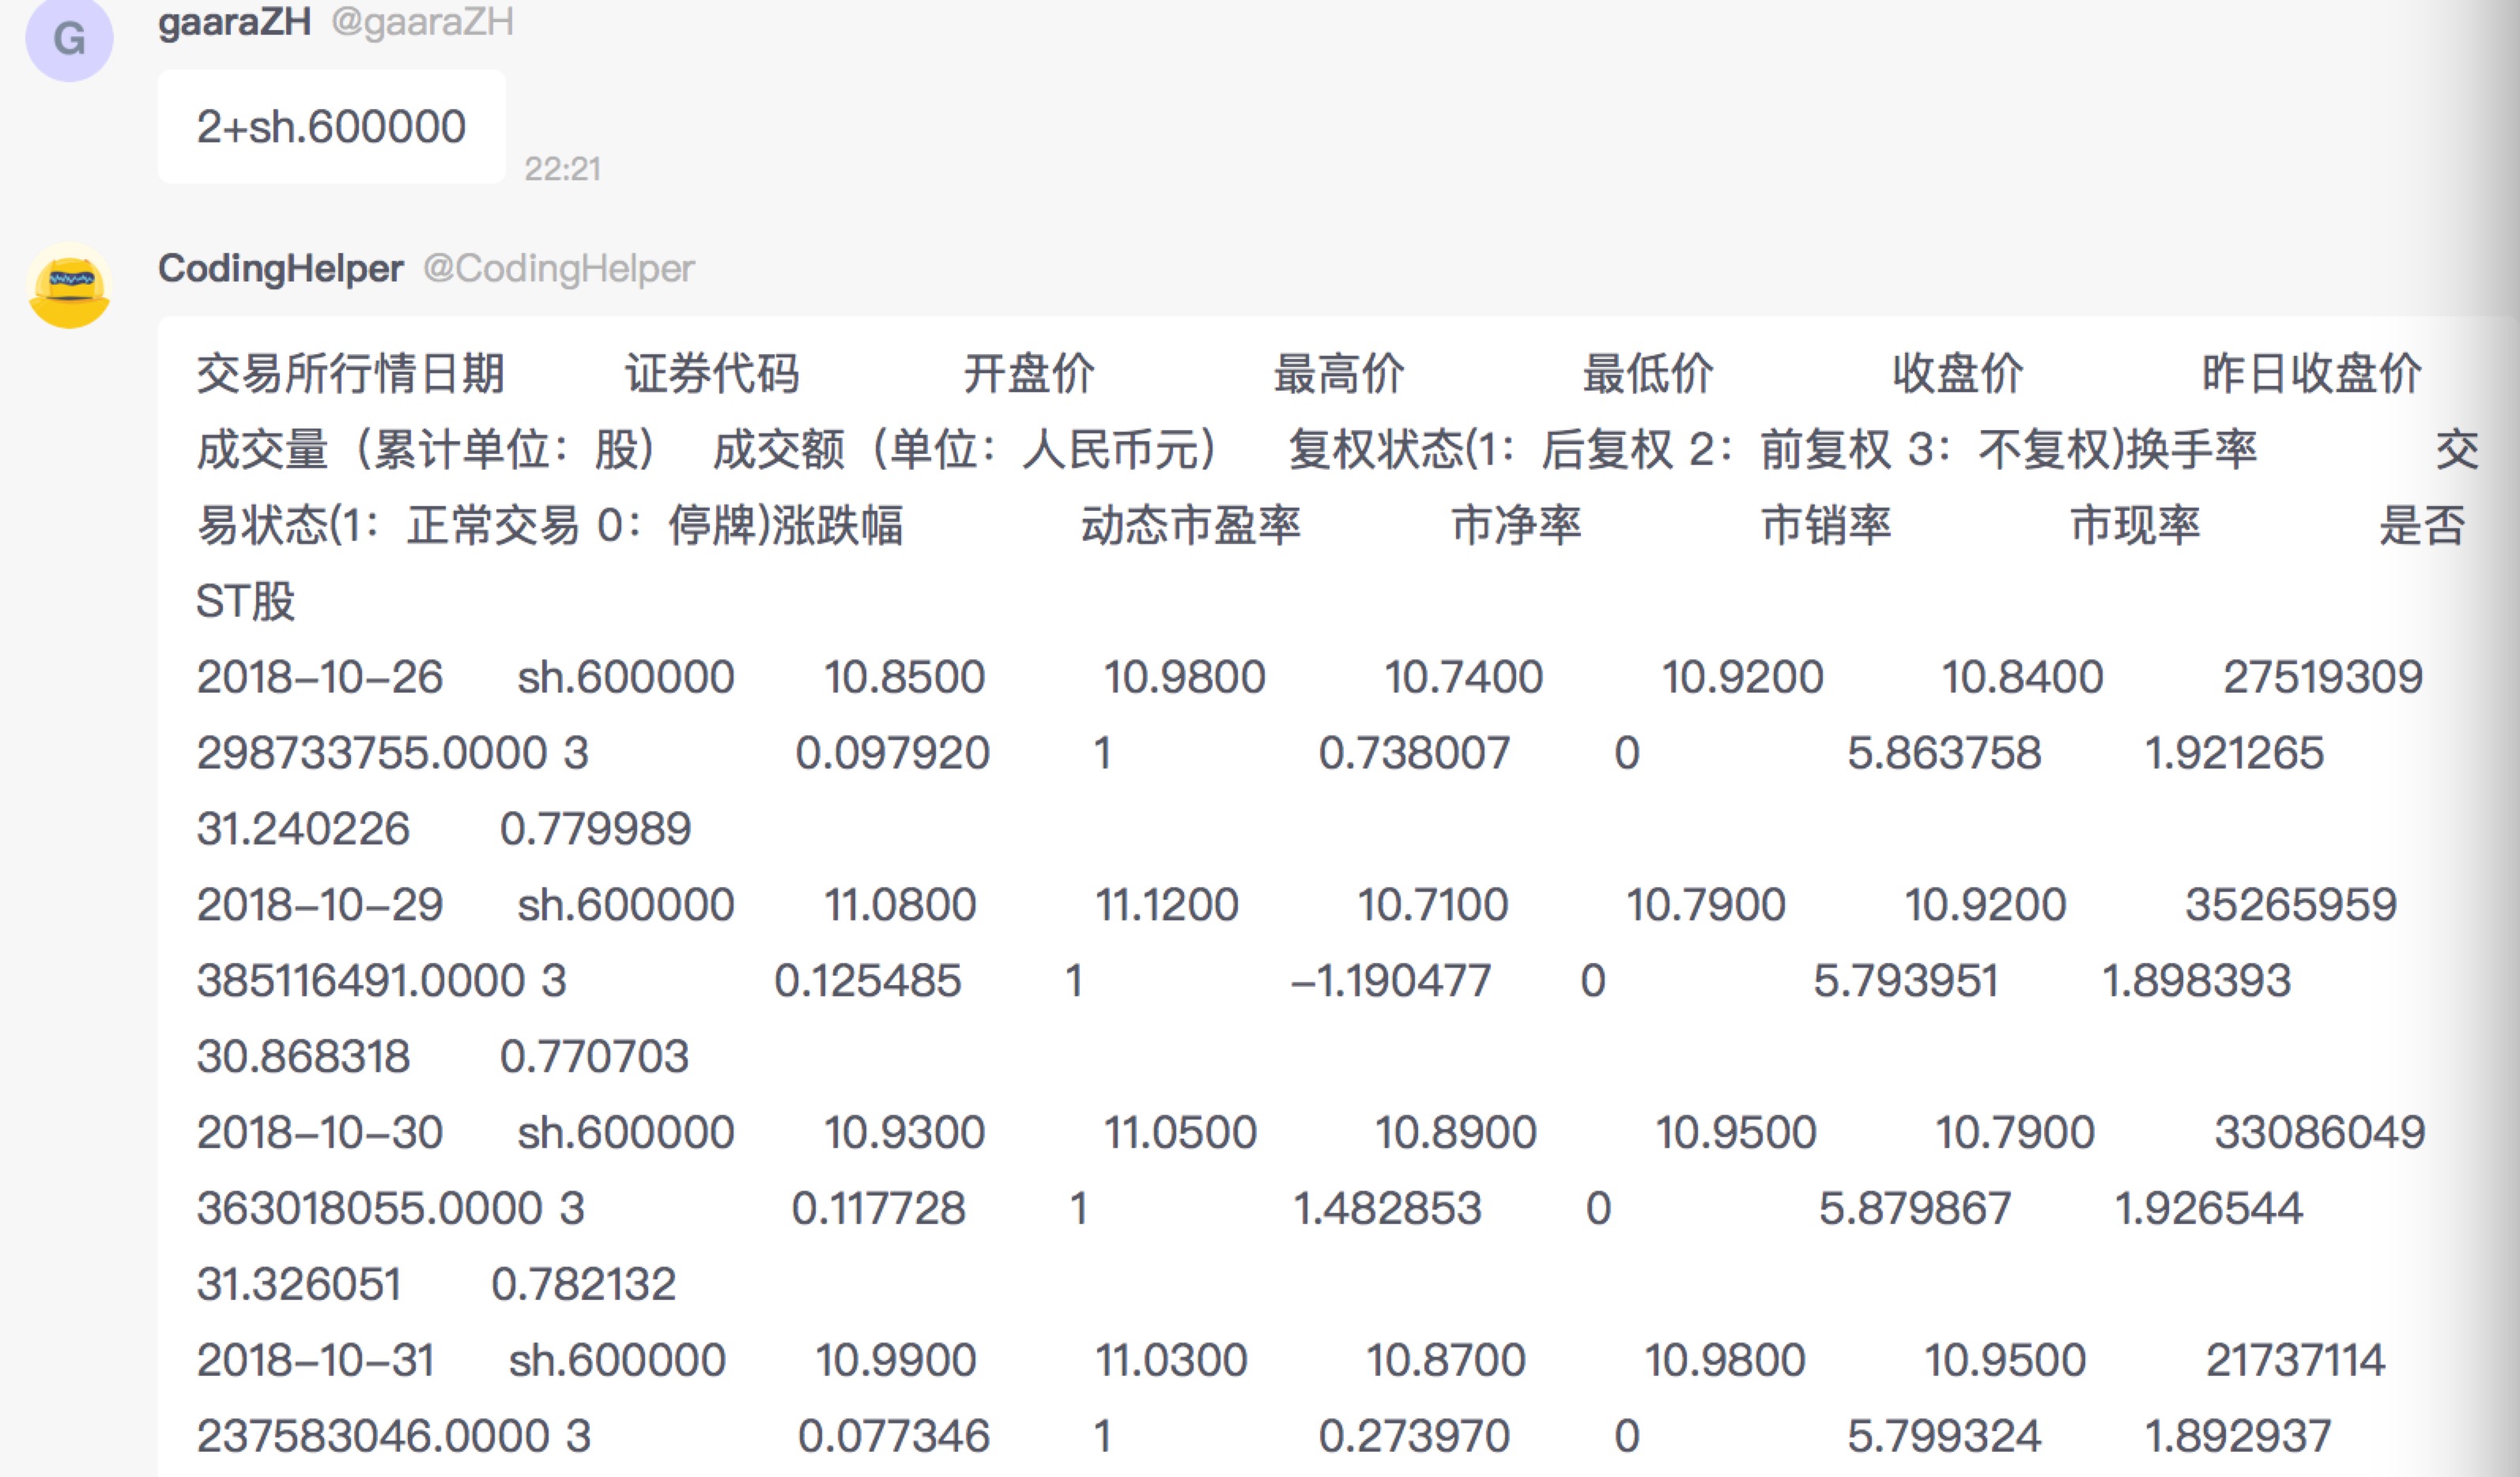 G
gaaraZH @gaaraZH
2+sh.600000
22:21
CodingHelper @CodingHelper
交易所行情日期 证券代码 开盘价 最高价 最低价 收盘价 昨日收盘价
成交量（累计单位：股） 成交额（单位：人民币元） 复权状态(1：后复权 2：前复权 3：不复权)换手率 交
易状态(1：正常交易 0：停牌)涨跌幅 动态市盈率 市净率 市销率 市现率 是否
ST股
2018-10-26 sh.600000 10.8500 10.9800 10.7400 10.9200 10.8400 27519309
298733755.0000 3 0.097920 1 0.738007 0 5.863758 1.921265
31.240226 0.779989
2018-10-29 sh.600000 11.0800 11.1200 10.7100 10.7900 10.9200 35265959
385116491.0000 3 0.125485 1 -1.190477 0 5.793951 1.898393
30.868318 0.770703
2018-10-30 sh.600000 10.9300 11.0500 10.8900 10.9500 10.7900 33086049
363018055.0000 3 0.117728 1 1.482853 0 5.879867 1.926544
31.326051 0.782132
2018-10-31 sh.600000 10.9900 11.0300 10.8700 10.9800 10.9500 21737114
237583046.0000 3 0.077346 1 0.273970 0 5.799324 1.892937